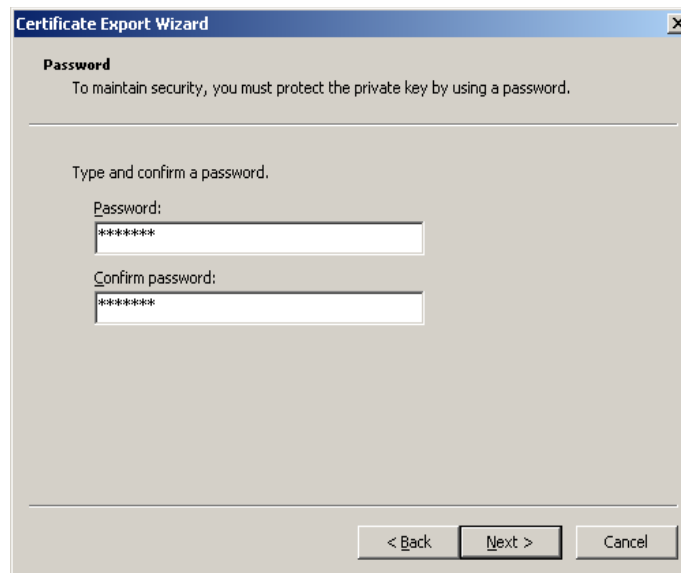 Certificate Export Wizard
Password
To maintain security, you must protect the private key by using a password.
Type and confirm a password.
Password:
*******
Confirm password:
*******
< Back Next > Cancel